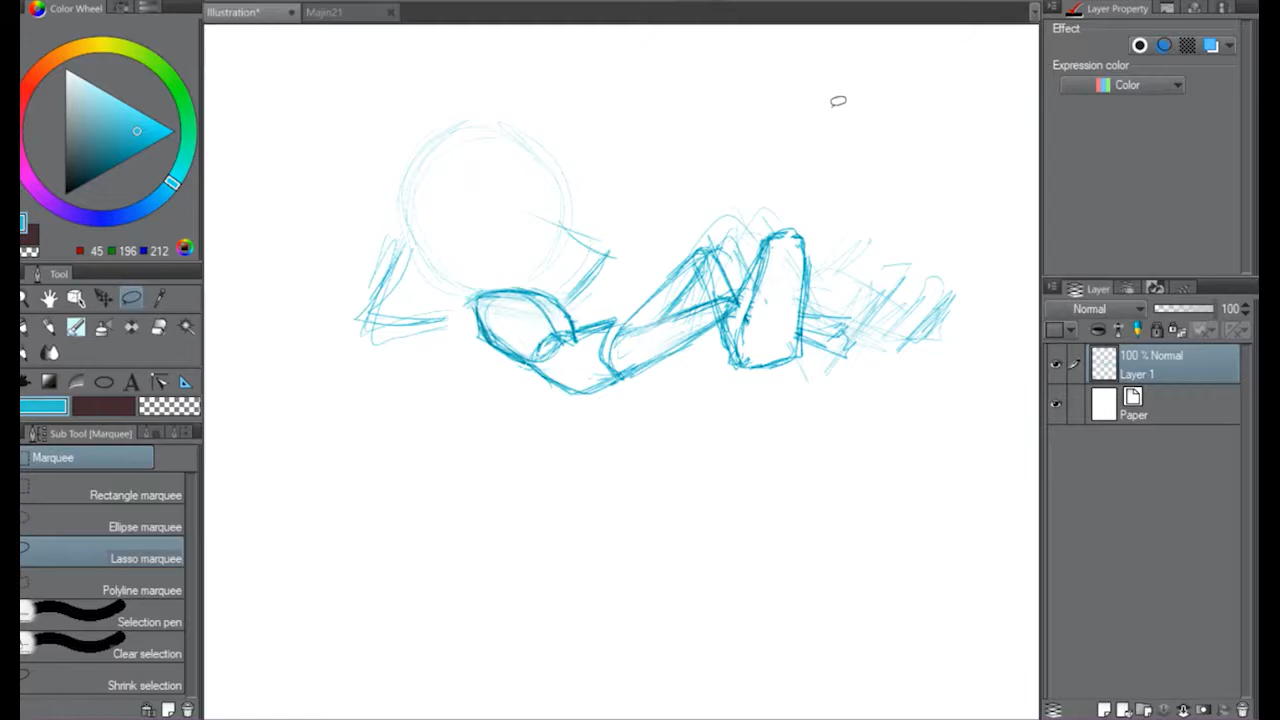 Color Wheel
Illustration*
Majin21
Layer Property
Effect
Expression color
Color
45 196 212
Tool
Layer
Normal
100
100 % Normal
Layer 1
Paper
Sub Tool [Marquee]
Marquee
Rectangle marquee
Ellipse marquee
Lasso marquee
Polyline marquee
Selection pen
Clear selection
Shrink selection